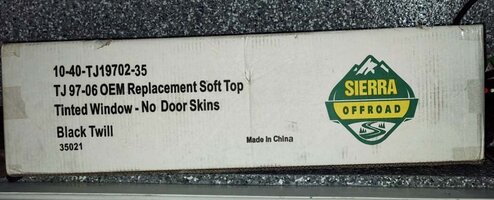 10-40-TJ19702-35
TJ 97-06 OEM Replacement Soft Top
Tinted Window - No Door Skins
Black Twill
35021
Made In China
SIERRA
OFFROAD